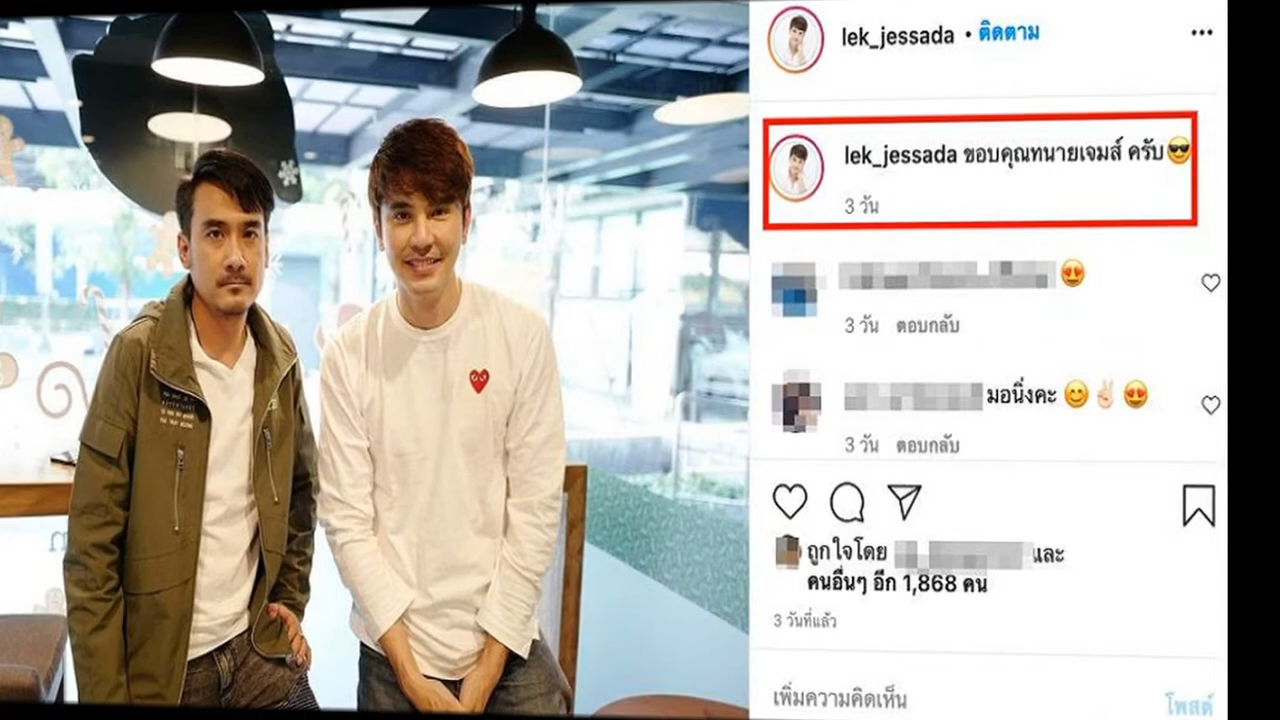 lek_jessada • ติดตาม
lek_jessada ขอบคุณทนายเจมส์ ครับ😎
3 วัน
😍
3 วัน ตอบกลับ
มอนิ่งคะ 😊✌🏻😍
3 วัน ตอบกลับ
ถูกใจโดย และ
คนอื่นๆ อีก 1,868 คน
3 วันที่แล้ว
เพิ่มความคิดเห็น
โพสต์